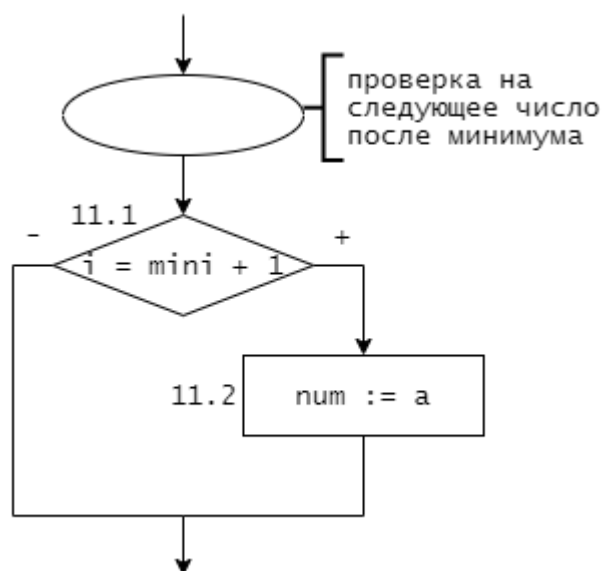 проверка на
следующее число
после минимума
11.1
-
+
i = mini + 1
11.2
num := a